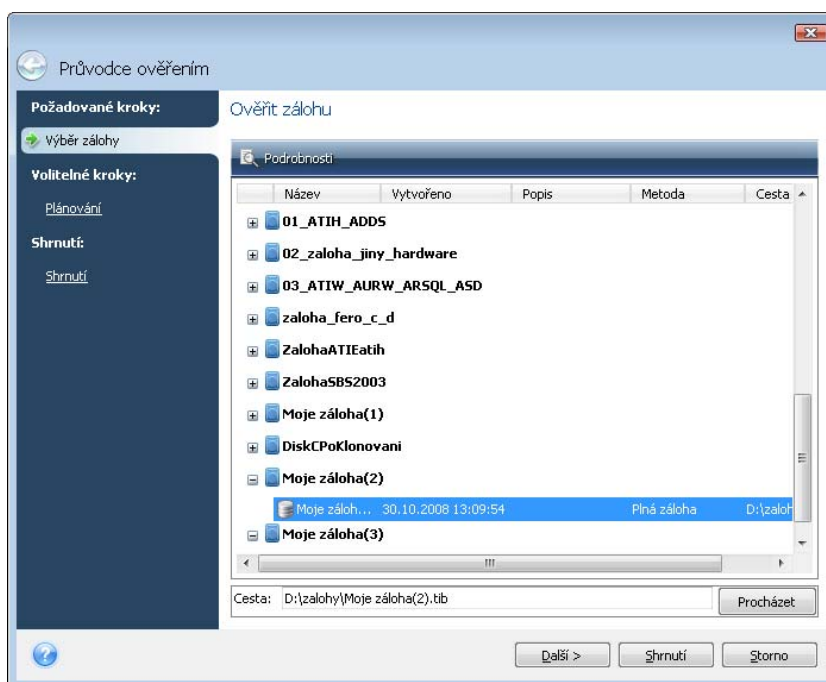 Průvodce ověřením
Požadované kroky:
Výběr zálohy
Volitelné kroky:
Plánování
Shrnutí:
Shrnutí
Ověřit zálohu
Podrobnosti
Název Vytvořeno Popis Metoda Cesta
01_ATIH_ADDS
02_zaloha_jiny_hardware
03_ATIW_AURW_ARSQL_ASD
zaloha_fero_c_d
ZalohaATIEatih
ZalohaSBS2003
Moje záloha(1)
DiskCPoKlonovani
Moje záloha(2)
Moje záloh... 30.10.2008 13:09:54 Plná záloha D:\zaloh
Moje záloha(3)
Cesta: D:\zalohy\Moje záloha(2).tib Procházet
Další > Shrnutí Storno